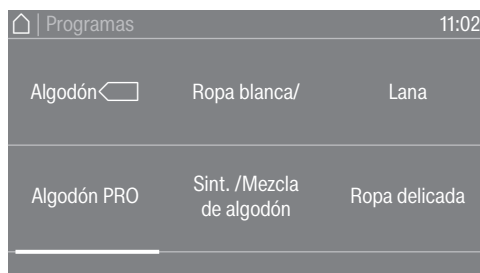 | Programas 11:02
Algodón Ropa blanca/ Lana
Algodón PRO Sint. /Mezcla de algodón Ropa delicada